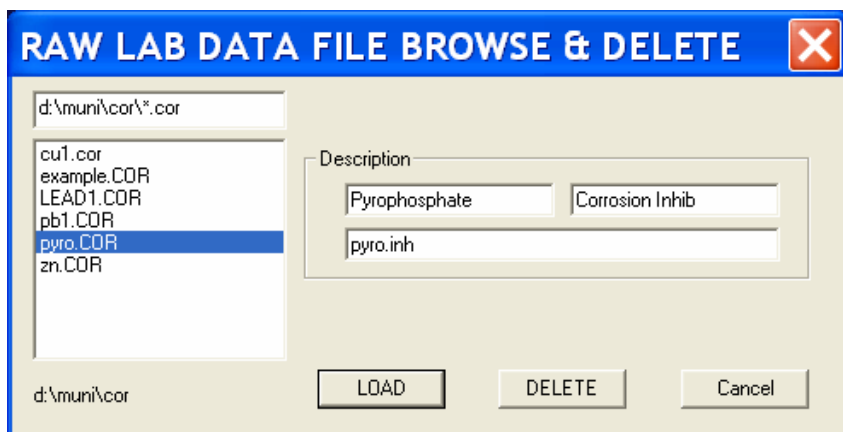 RAW LAB DATA FILE BROWSE & DELETE
d:\muni\cor\*.cor
cu1.cor
example.COR
LEAD1.COR
pb1.COR
pyro.COR
zn.COR
d:\muni\cor
Description
Pyrophosphate Corrosion Inhib
pyro.inh
LOAD DELETE Cancel